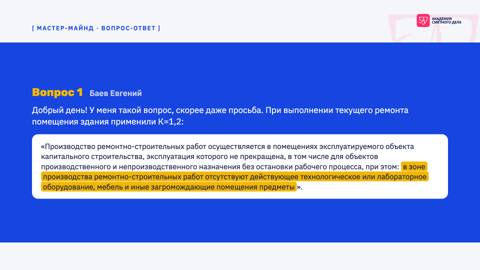 [ МАСТЕР-МАЙНД · ВОПРОС-ОТВЕТ ]
АКАДЕМИЯ
СМЕТНОГО ДЕЛА
Вопрос 1 Баев Евгений
Добрый день! У меня такой вопрос, скорее даже просьба. При выполнении текущего ремонта
помещения здания применили К=1,2:
«Производство ремонтно-строительных работ осуществляется в помещениях эксплуатируемого объекта
капитального строительства, эксплуатация которого не прекращена, в том числе для объектов
производственного и непроизводственного назначения без остановки рабочего процесса, при этом: в зоне
производства ремонтно-строительных работ отсутствуют действующее технологическое или лабораторное
оборудование, мебель и иные загромождающие помещения предметы».